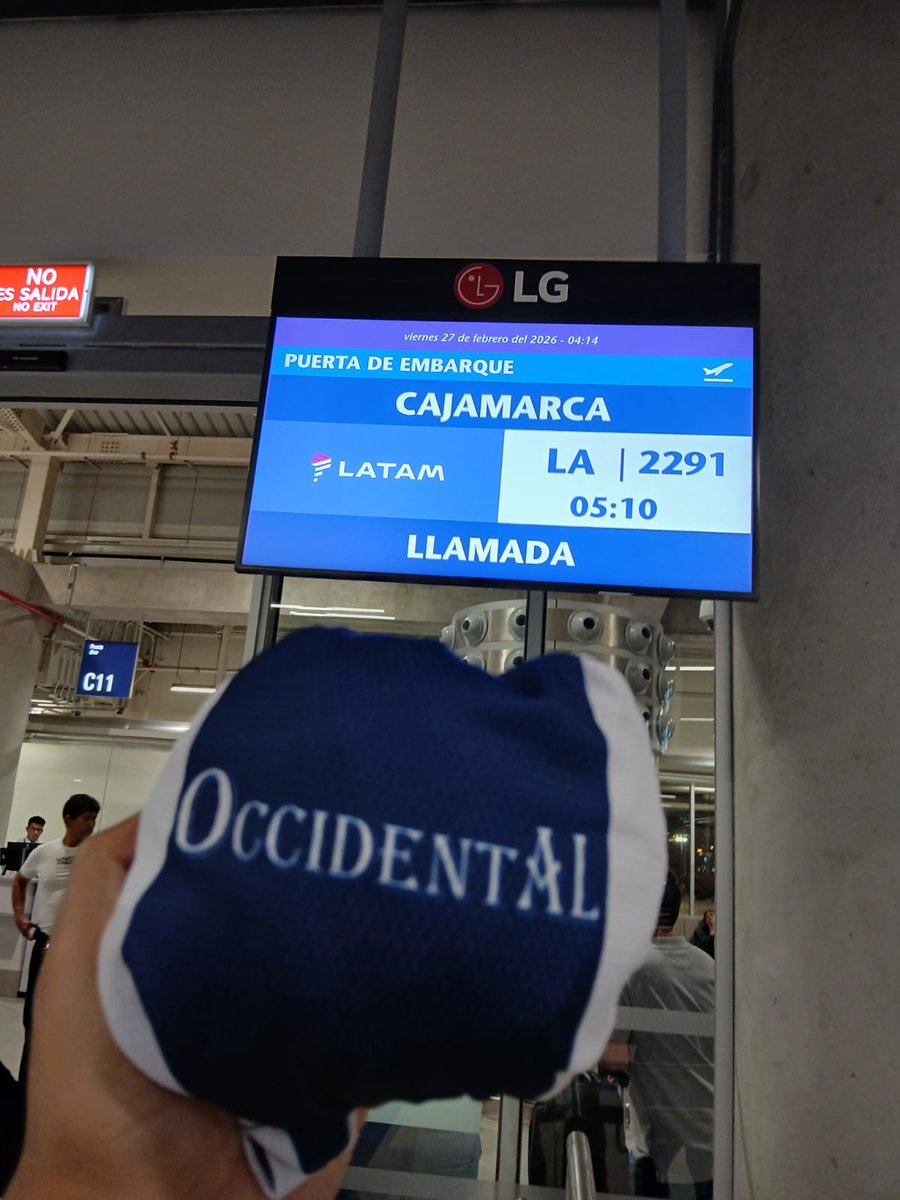 LG
NO
ES SALIDA
NO EXIT
viernes 27 de febrero del 2026 - 04:14
PUERTA DE EMBARQUE
CAJAMARCA
LATAM
LA | 2291
05:10
LLAMADA
C11
OCCIDENTAL